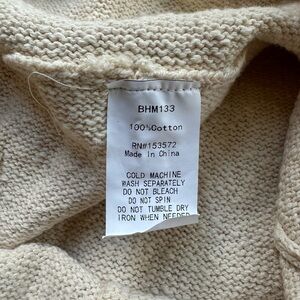 BHM133
100%Cotton
RN#153572
Made in China
COLD MACHINE
WASH SEPARATELY
DO NOT BLEACH
DO NOT SPIN
DO NOT TUMBLE DRY
IRON WHEN NEEDED